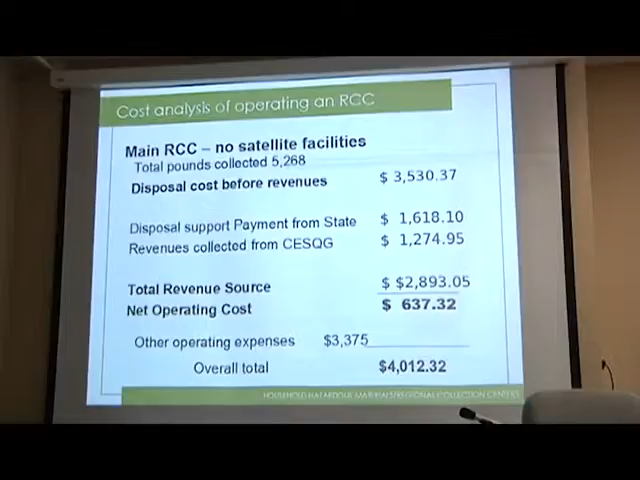 Cost analysis of operating an RCC
Main RCC – no satellite facilities
Total pounds collected 5,268
Disposal cost before revenues $ 3,530.37
Disposal support Payment from State $ 1,618.10
Revenues collected from CESQG $ 1,274.95
Total Revenue Source $ $2,893.05
Net Operating Cost $ 637.32
Other operating expenses $3,375
Overall total $4,012.32
HOUSEHOLD HAZARDOUS MATERIALS REGIONAL COLLECTION CENTERS